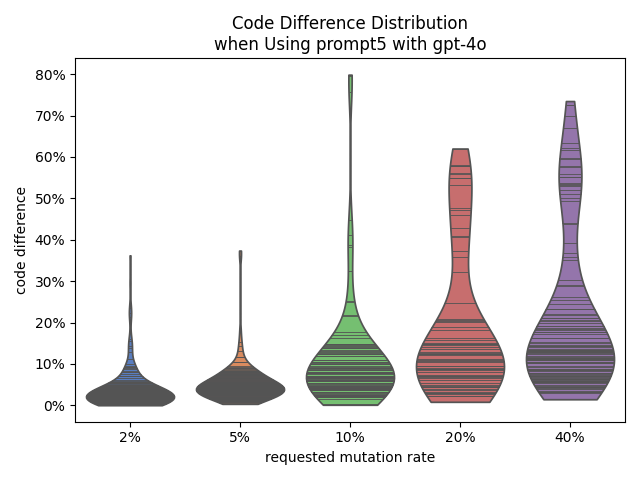 Code Difference Distribution
when Using prompt5 with gpt-4o
80%
70%
60%
50%
40%
30%
20%
10%
0%
code difference
2% 5% 10% 20% 40%
requested mutation rate